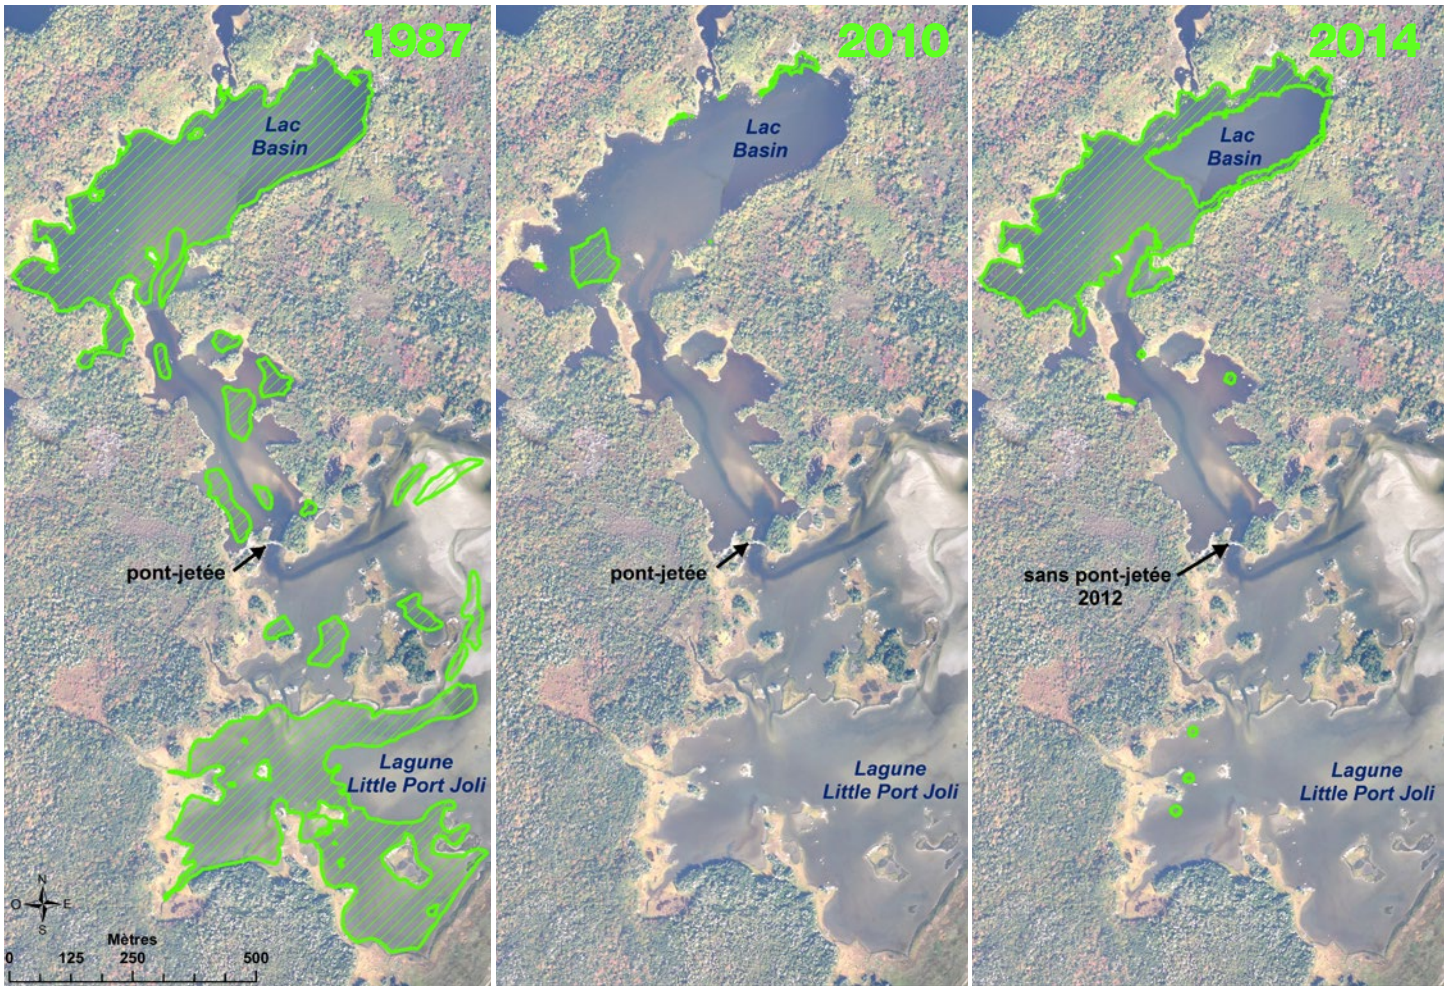 1987
Lac
Basin
pont-jetée
Lagune
Little Port Joli
N
O
E
S
Mètres
0 125 250 500
2010
Lac
Basin
pont-jetée
Lagune
Little Port Joli
2014
Lac
Basin
sans pont-jetée
2012
Lagune
Little Port Joli